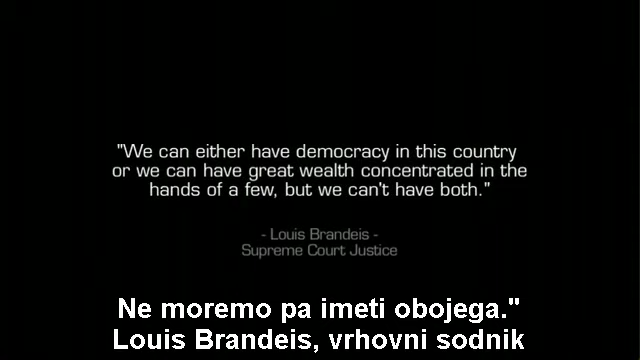 "We can either have democracy in this country
or we can have great wealth concentrated in the
hands of a few, but we can't have both."
- Louis Brandeis -
Supreme Court Justice
Ne moremo pa imeti obojega."
Louis Brandeis, vrhovni sodnik